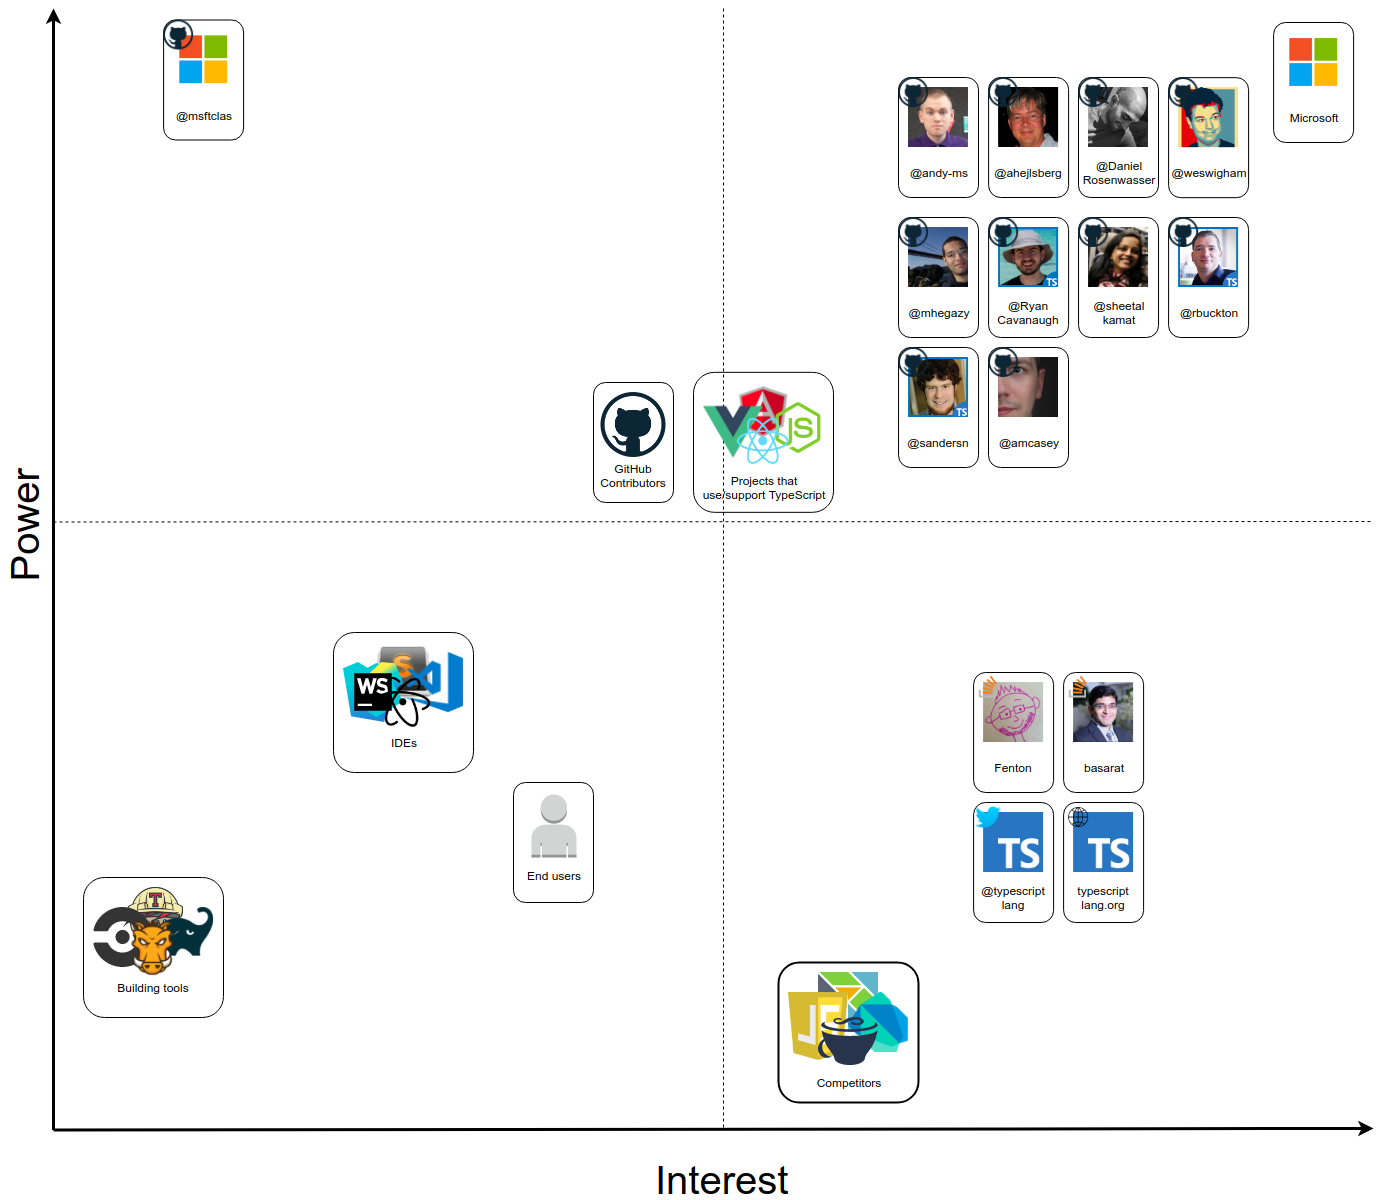 @msftclas
Microsoft
@andy-ms
@ahejlsberg
@Daniel
Rosenwasser
@weswigham
@mhegazy
TS
@Ryan
Cavanaugh
@sheetal
kamat
TS
@rbuckton
TS
@sandersn
@amcasey
GitHub
Contributors
JS
Projects that
use/support TypeScript
Power
S
WS
IDEs
End users
T
Building tools
Fenton
basarat
TS
@typescript
lang
TS
typescript
lang.org
J
Competitors
Interest